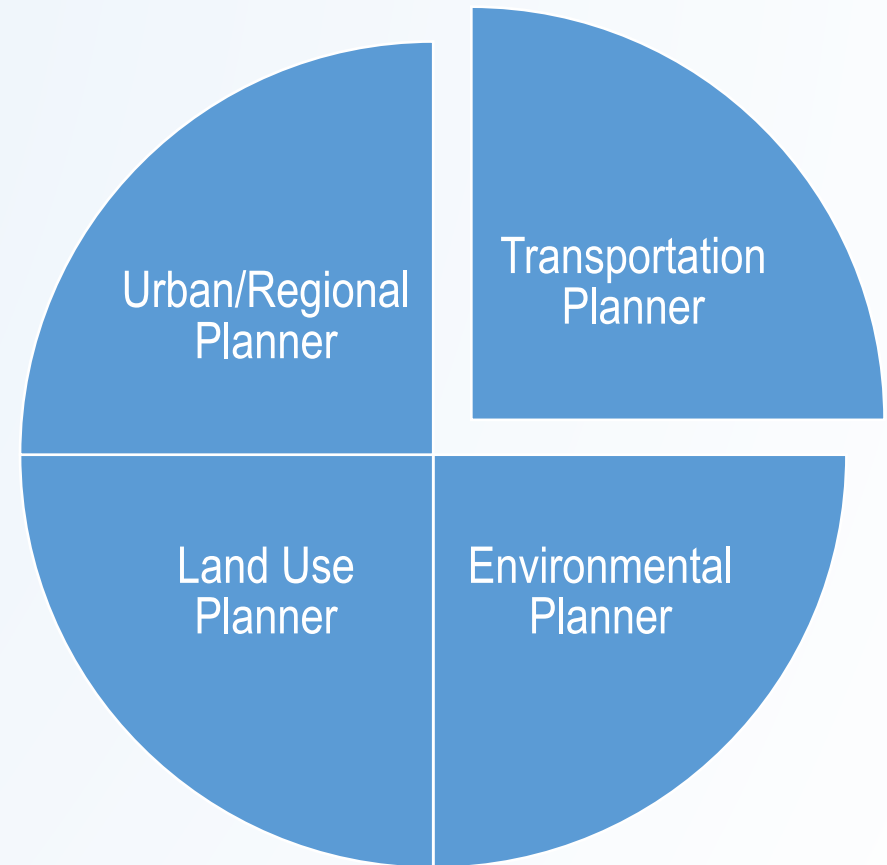 Urban/Regional
Planner
Transportation
Planner
Land Use
Planner
Environmental
Planner